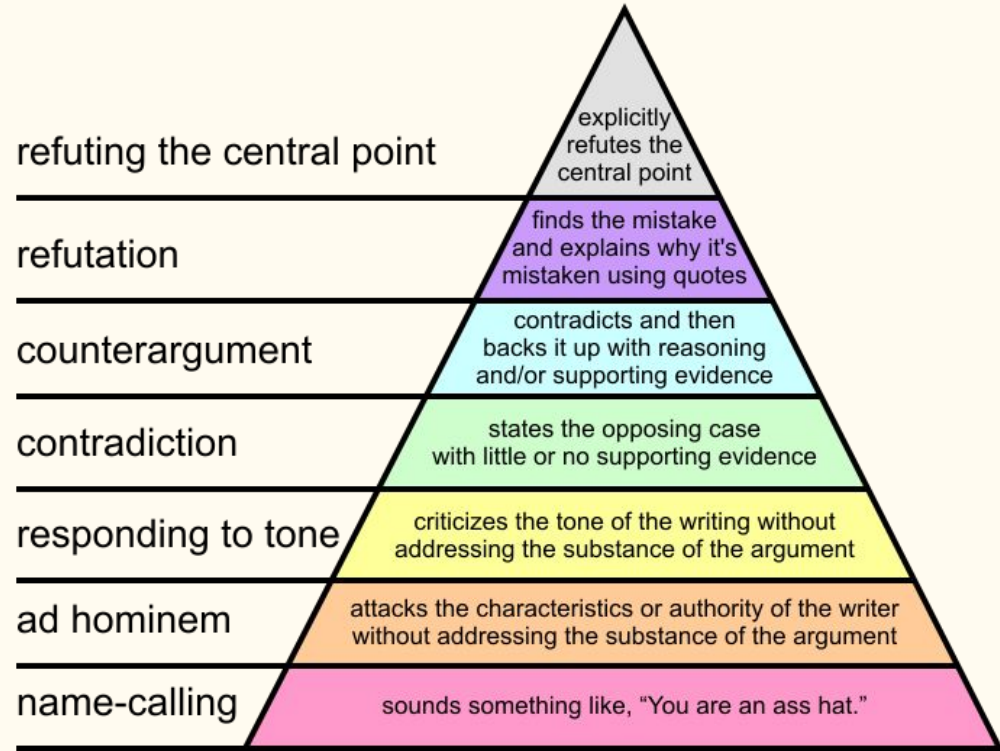 refuting the central point
explicitly
refutes the
central point
refutation
finds the mistake
and explains why it's
mistaken using quotes
counterargument
contradicts and then
backs it up with reasoning
and/or supporting evidence
contradiction
states the opposing case
with little or no supporting evidence
responding to tone
criticizes the tone of the writing without
addressing the substance of the argument
ad hominem
attacks the characteristics or authority of the writer
without addressing the substance of the argument
name-calling
sounds something like, “You are an ass hat.”